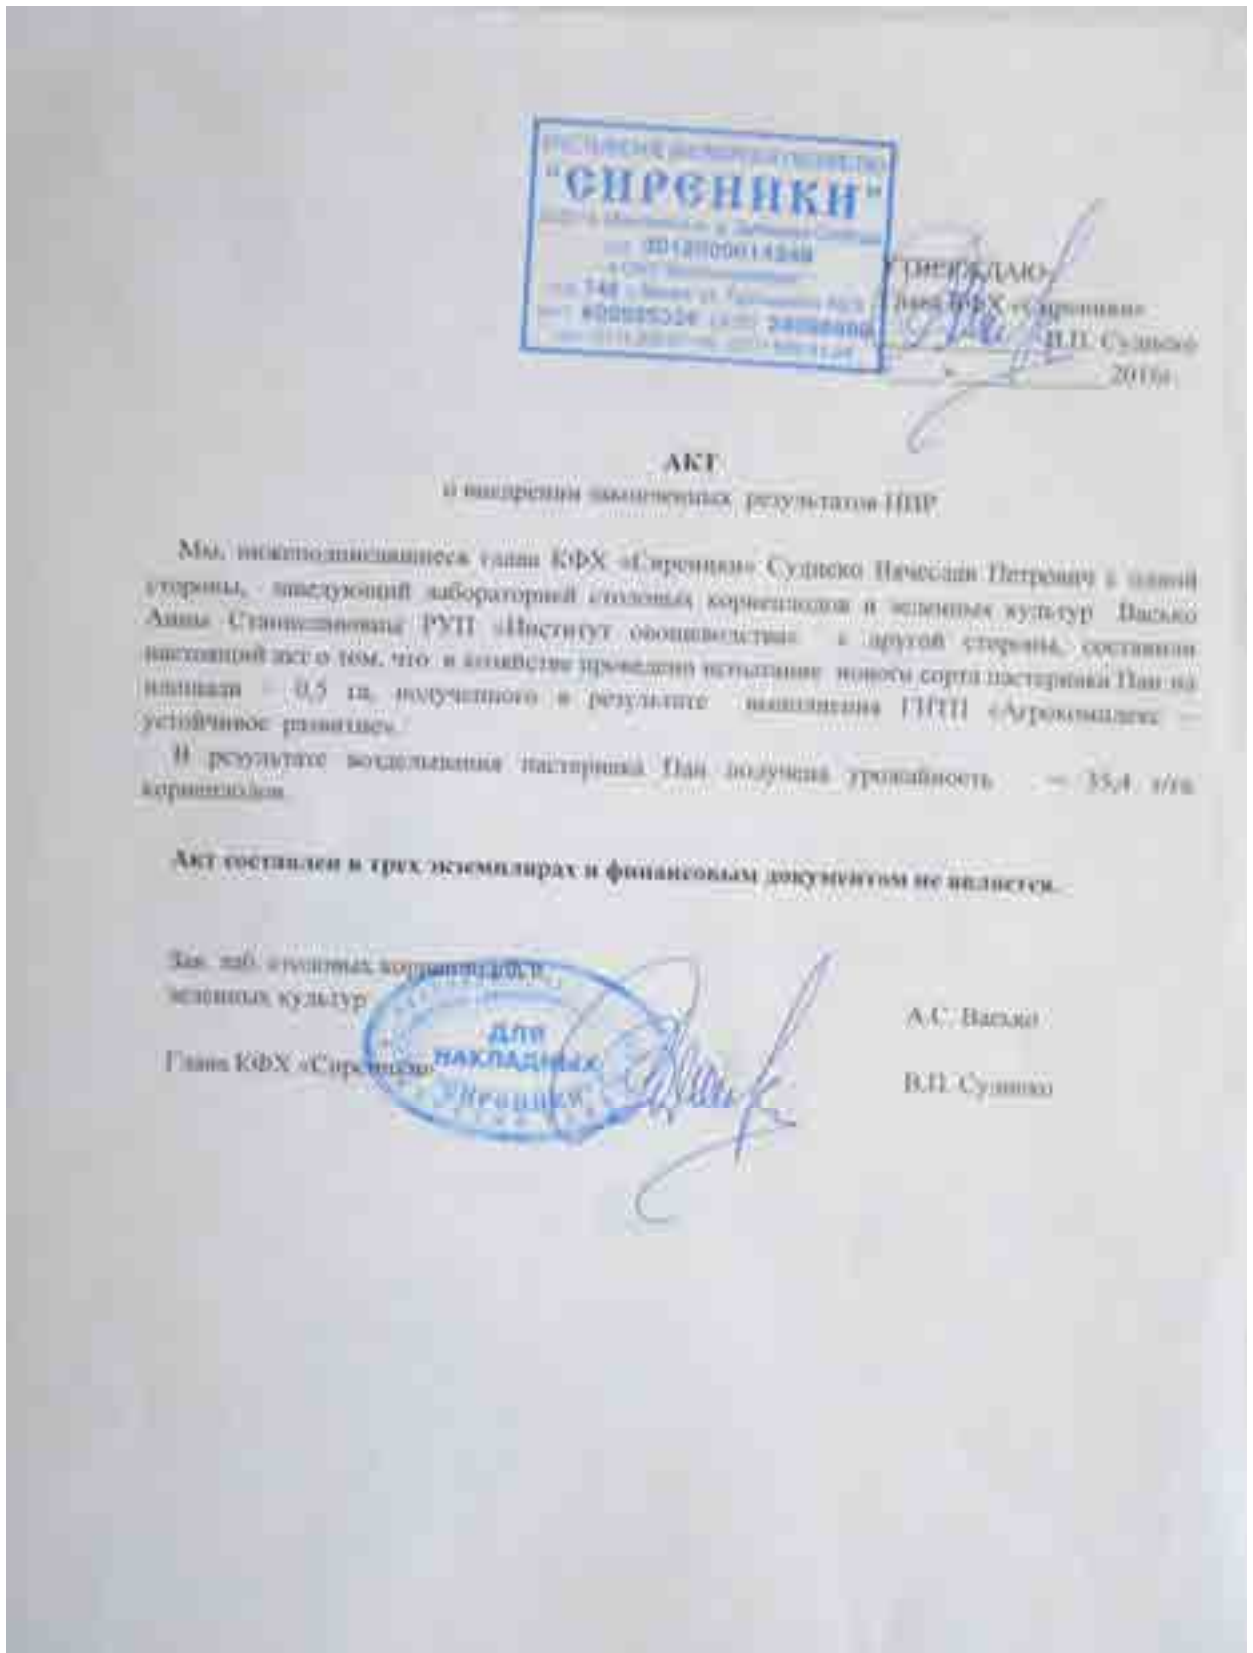 "СИРЕНИКИ"
УТВЕРЖДАЮ
Глава КФХ «Сиреники»
В.П.
2016г.
АКТ
о внедрении законченных результатов НИР
Мы, нижеподписавшиеся глава КФХ «Сиреники» Вячеслав Петрович с одной
стороны, заведующий лабораторией столовых корнеплодов и зеленных культур Васько
Анна Станиславовна РУП «Институт овощеводства» с другой стороны, составили
настоящий акт о том, что в хозяйстве проведено испытание нового сорта пастернака Пан на
площади – 0,5 га, полученного в результате выполнения ГНТП «Агрокомплекс –
устойчивое развитие».
В результате возделывания пастернака Пан получена урожайность – 35,4 т/га
корнеплодов.
Акт составлен в трех экземплярах и финансовым документом не является.
Зав. лаб. столовых корнеплодов и
зеленных культур
А.С. Васько
ДЛЯ
НАКЛАДНЫХ
Глава КФХ «Сиреники»
В.П.